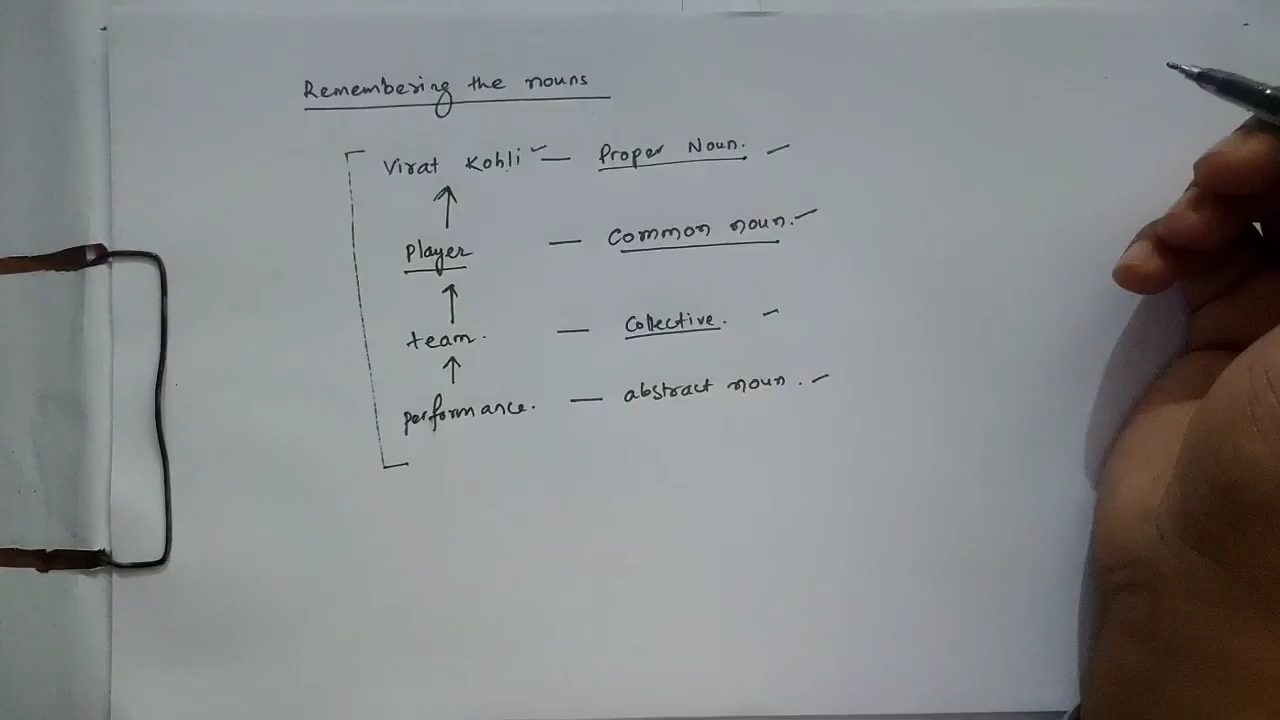 Remembering the nouns
Virat Kohli — Proper Noun.
Player — Common noun.
team. — Collective.
performance. — abstract noun.